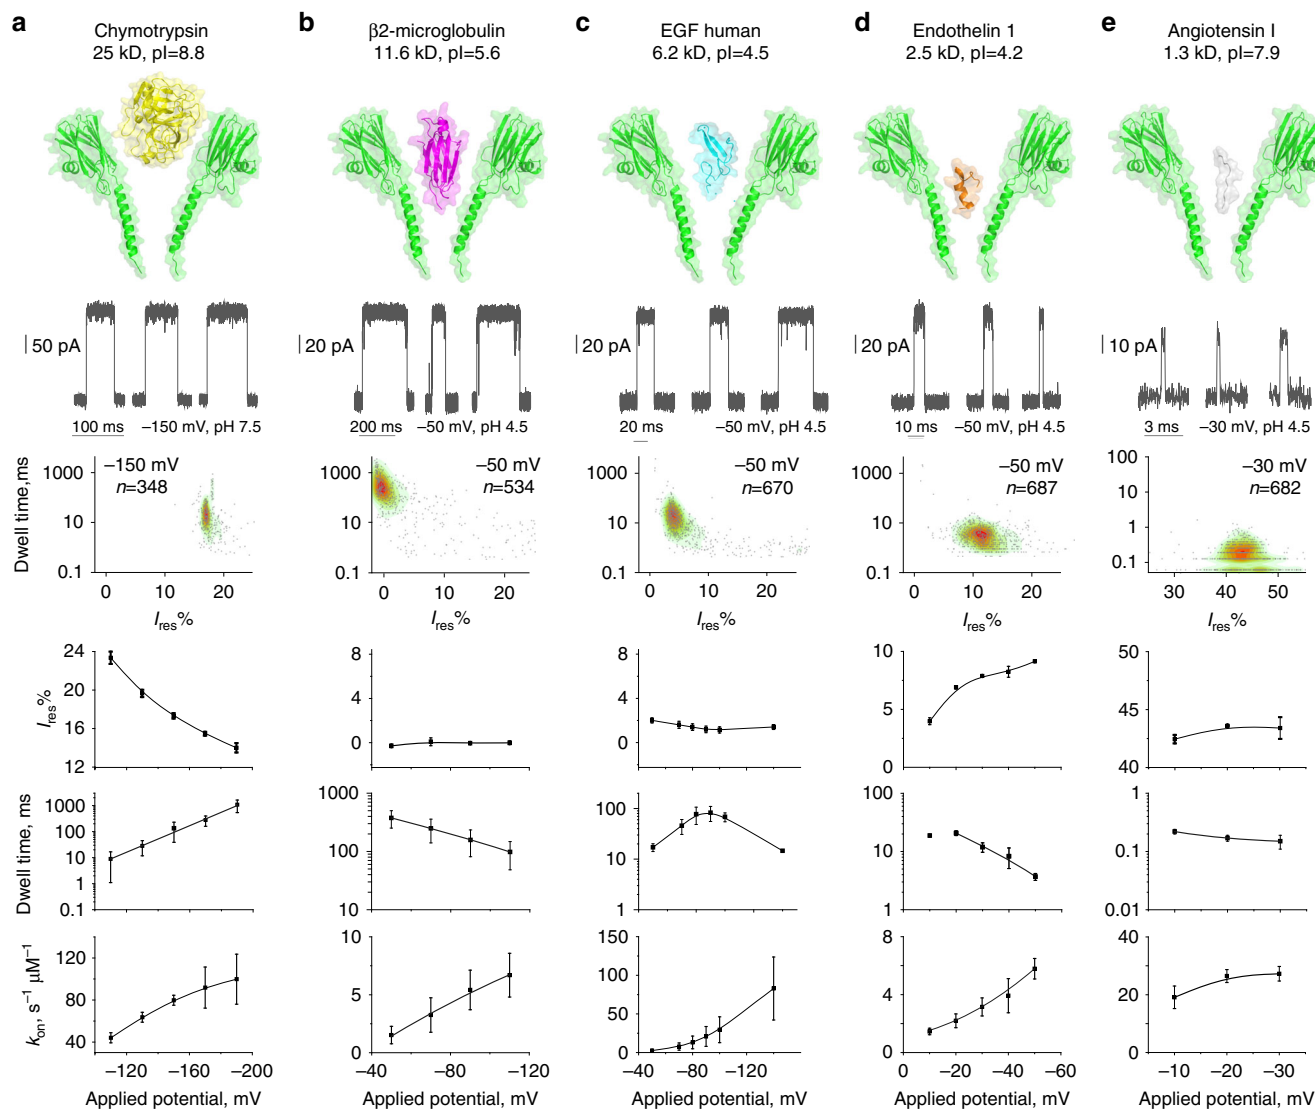 a
Chymotrypsin
25 kD, pI=8.8
b
β2-microglobulin
11.6 kD, pI=5.6
c
EGF human
6.2 kD, pI=4.5
d
Endothelin 1
2.5 kD, pI=4.2
e
Angiotensin I
1.3 kD, pI=7.9
50 pA
20 pA
20 pA
20 pA
10 pA
100 ms
–150 mV, pH 7.5
200 ms
–50 mV, pH 4.5
20 ms
–50 mV, pH 4.5
10 ms
–50 mV, pH 4.5
3 ms
–30 mV, pH 4.5
Dwell time,ms
1000
10
0.1
–150 mV
n=348
0 10 20
Ires%
1000
10
0.1
–50 mV
n=534
0 10 20
Ires%
1000
10
0.1
–50 mV
n=670
0 10 20
Ires%
1000
10
0.1
–50 mV
n=687
0 10 20
Ires%
100
10
1
0.1
–30 mV
n=682
30 40 50
Ires%
Ires%
24
20
16
12
8
4
0
8
4
0
10
5
0
50
45
40
Dwell time, ms
1000
100
10
1
0.1
1000
100
10
100
10
1
100
10
1
1
0.1
0.01
kon, s−1 μM−1
120
80
40
10
5
0
150
125
100
75
50
25
0
8
4
0
40
20
0
–120 –160 –200
Applied potential, mV
–40 –80 –120
Applied potential, mV
–40 –80 –120
Applied potential, mV
0 –20 –40 –60
Applied potential, mV
–10 –20 –30
Applied potential, mV